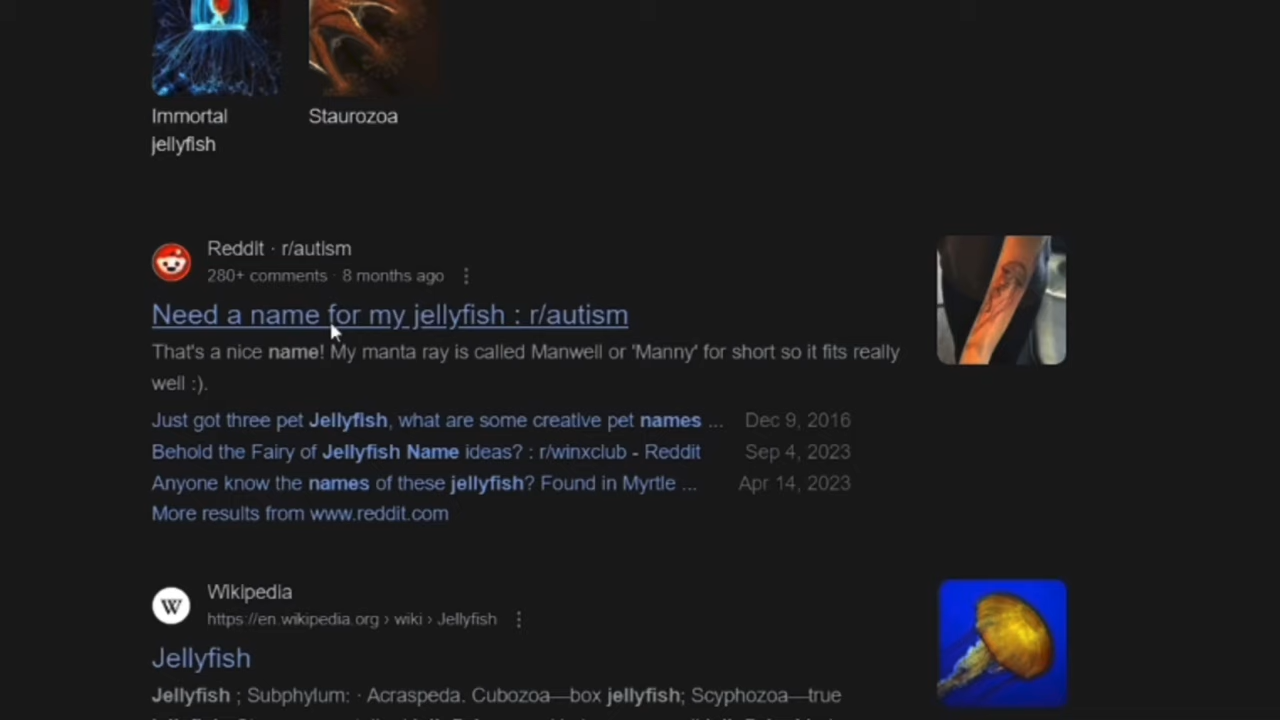 Immortal
jellyfish
Staurozoa
Reddit · r/autism
280+ comments · 8 months ago
Need a name for my jellyfish : r/autism
That's a nice name! My manta ray is called Manwell or 'Manny' for short so it fits really
well :).
Just got three pet Jellyfish, what are some creative pet names ... Dec 9, 2016
Behold the Fairy of Jellyfish Name ideas? : r/winxclub - Reddit Sep 4, 2023
Anyone know the names of these jellyfish? Found in Myrtle ... Apr 14, 2023
More results from www.reddit.com
W
Wikipedia
https://en.wikipedia.org › wiki › Jellyfish
Jellyfish
Jellyfish ; Subphylum: · Acraspeda. Cubozoa—box jellyfish; Scyphozoa—true